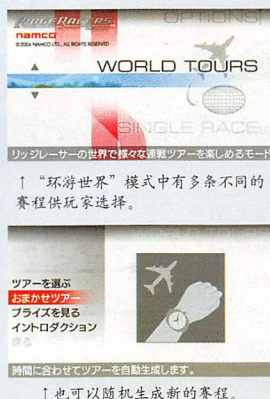 OPTIONS
RIDGE RACERS
namco
©2004 NAMCO LTD., ALL RIGHTS RESERVED
WORLD TOURS
SINGLE RACE
リッジレーサーの世界で様々な連戦ツアーを楽しめるモード
↑“环游世界”模式中有多条不同的
赛程供玩家选择。
ツアーを選ぶ
おまかせツアー
プライズを見る
イントロダクション
戻る
時間に合わせてツアーを自動生成します。
↑也可以随机生成新的赛程。